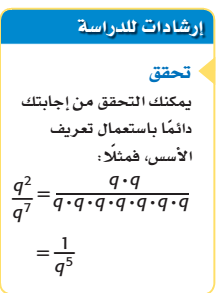 إرشادات للدراسة
تحقق
يمكنك التحقق من إجابتك
دائمًا باستعمال تعريف
الأسس، فمثلًا:
q²/q⁷ = q·q / q·q·q·q·q·q·q
= 1/q⁵